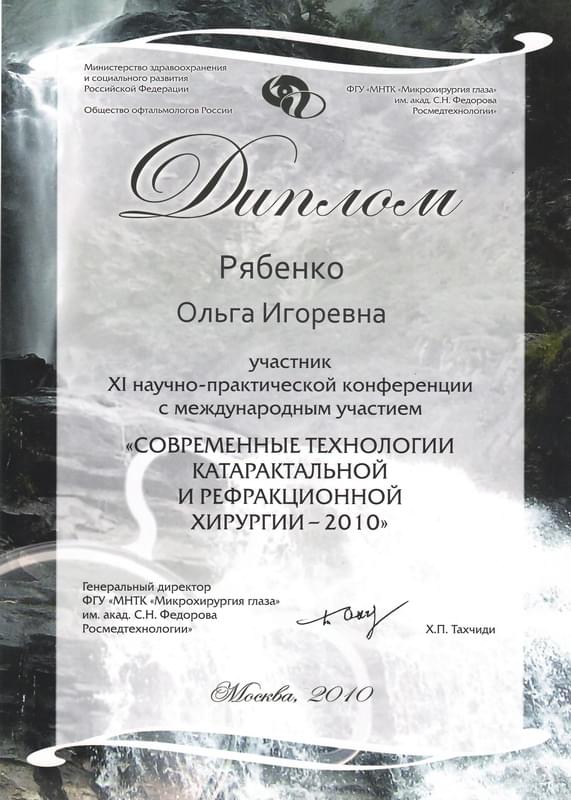 Министерство здравоохранения
и социального развития
Российской Федерации
Общество офтальмологов России
ФГУ «МНТК «Микрохирургия глаза»
им. акад. С.Н. Федорова
Росмедтехнологии»
Диплом
Рябенко
Ольга Игоревна
участник
XI научно-практической конференции
с международным участием
«СОВРЕМЕННЫЕ ТЕХНОЛОГИИ
КАТАРАКТАЛЬНОЙ
И РЕФРАКЦИОННОЙ
ХИРУРГИИ – 2010»
Генеральный директор
ФГУ «МНТК «Микрохирургия глаза»
им. акад. С.Н. Федорова
Росмедтехнологии»
Х.П. Тахчиди
Москва, 2010